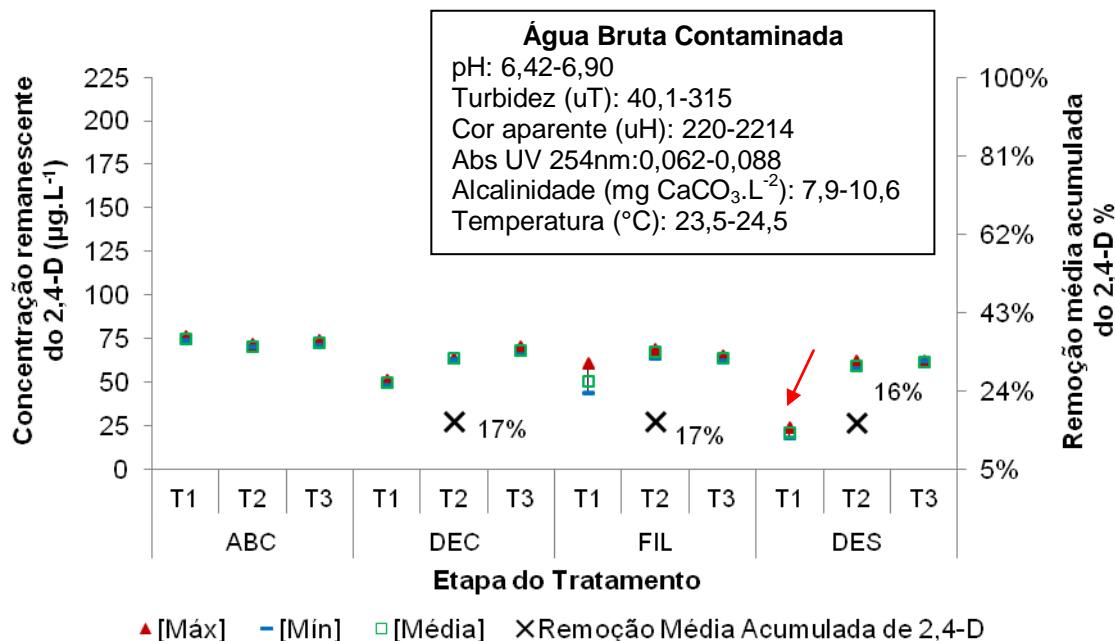 Água Bruta Contaminada
pH: 6,42-6,90
Turbidez (uT): 40,1-315
Cor aparente (uH): 220-2214
Abs UV 254nm:0,062-0,088
Alcalinidade (mg CaCO₃.L⁻²): 7,9-10,6
Temperatura (°C): 23,5-24,5
Concentração remanescente
do 2,4-D (µg.L⁻¹)
225
200
175
150
125
100
75
50
25
0
100%
81%
62%
43%
24%
5%
Remoção média acumulada
do 2,4-D %
17%
17%
16%
T1 T2 T3 T1 T2 T3 T1 T2 T3 T1 T2 T3
ABC DEC FIL DES
Etapa do Tratamento
[Máx] [Mín] [Média] Remoção Média Acumulada de 2,4-D